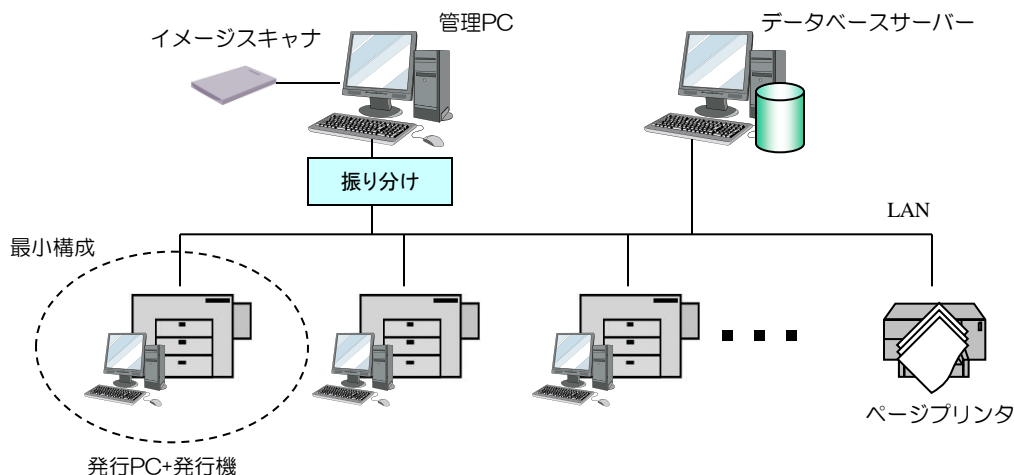 管理PC
データベースサーバー
イメージスキャナ
振り分け
LAN
最小構成
ページプリンタ
発行PC+発行機